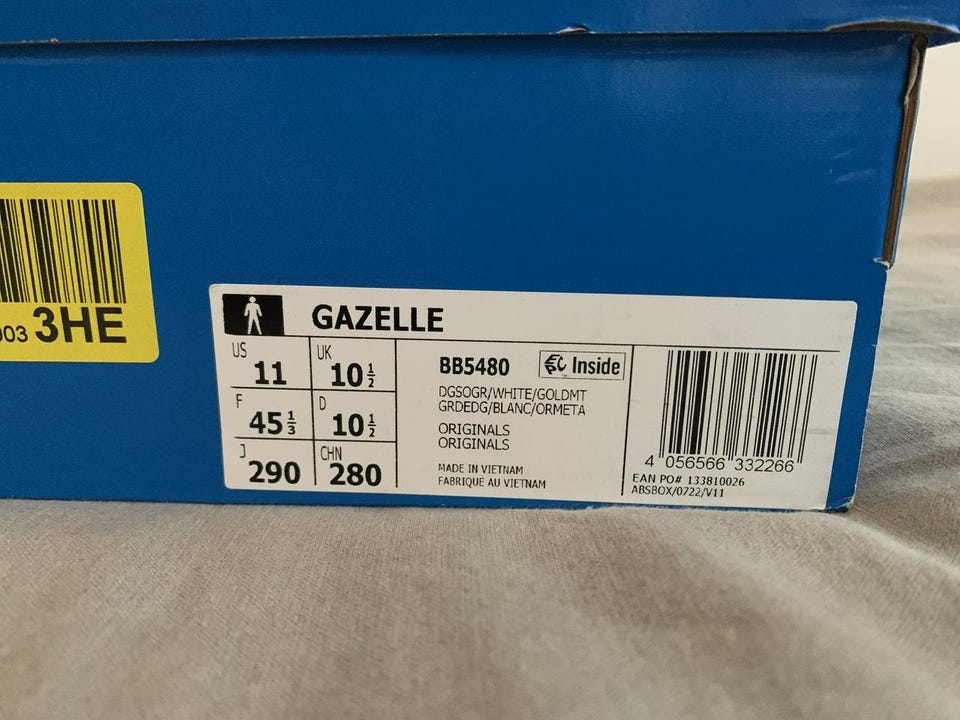 003 3HE
GAZELLE
US 11
UK 10 1/2
F 45 1/3
D 10 1/2
J 290
CHN 280
BB5480
Inside
DGSOGR/WHITE/GOLDMT
GRDEDG/BLANC/ORMETA
ORIGINALS
ORIGINALS
MADE IN VIETNAM
FABRIQUE AU VIETNAM
4 056566 332266
EAN PO# 133810026
ABSBOX/0722/V11